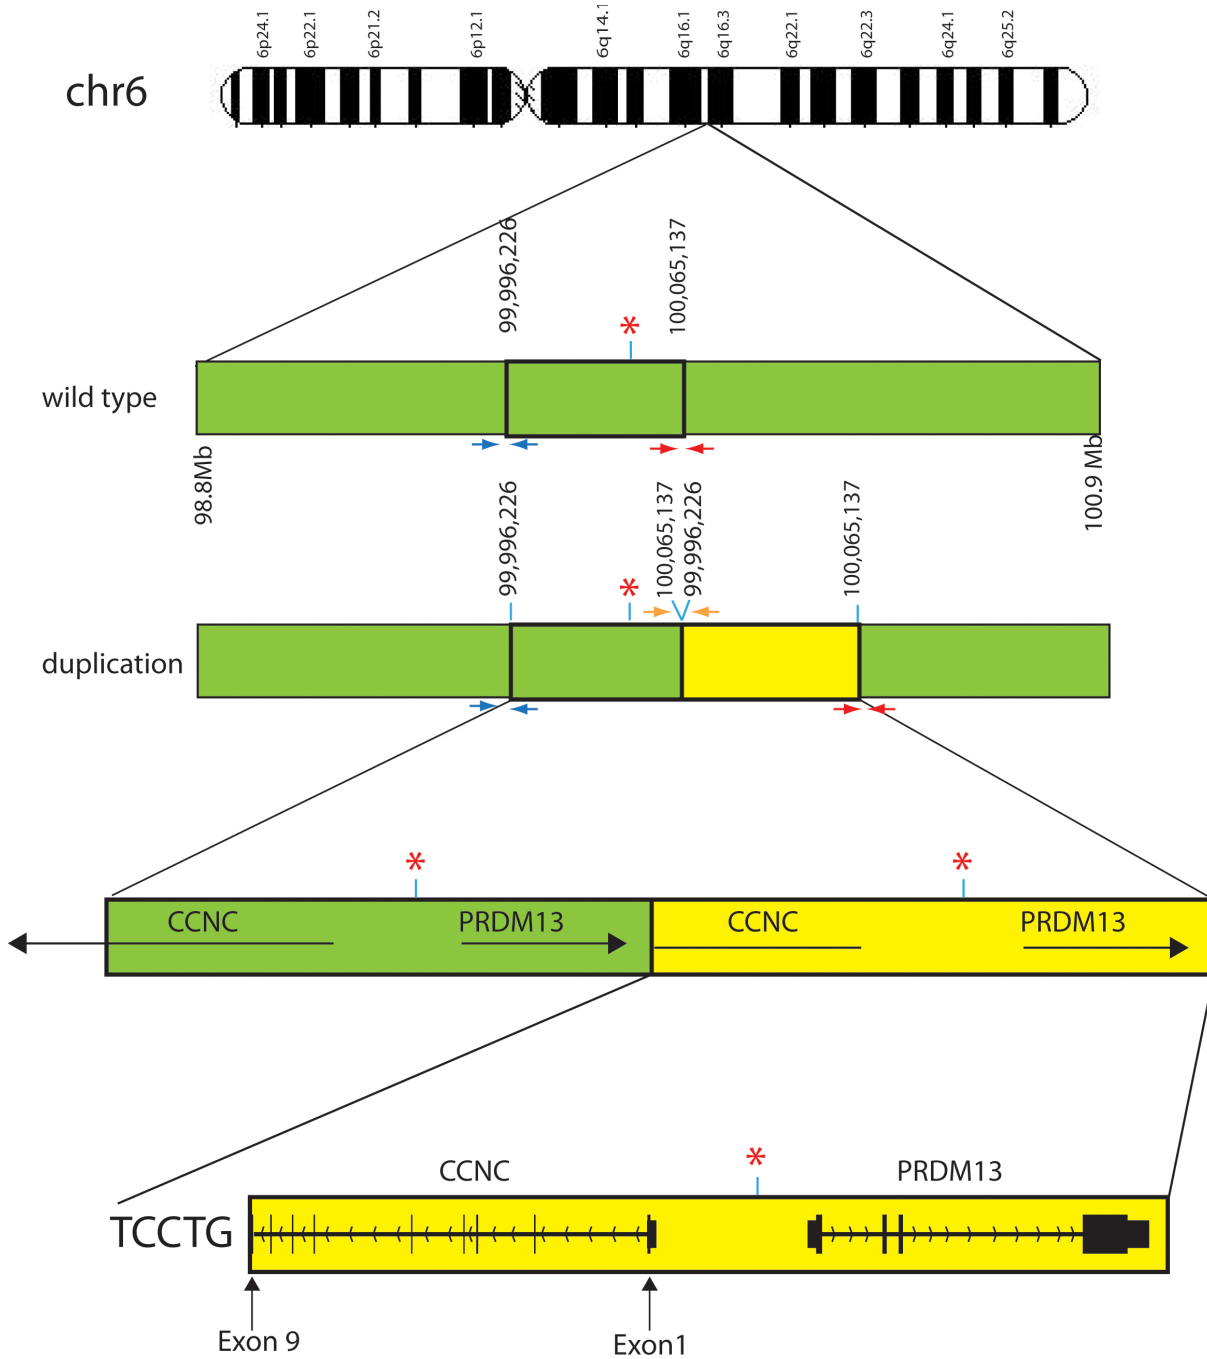 6p24.1 6p22.1 6p21.2 6p12.1 6q14.1 6q16.1 6q16.3 6q22.1 6q22.3 6q24.1 6q25.2
chr6
99,996,226 100,065,137
*
wild type
98.8Mb 100.9 Mb
99,996,226 100,065,137 99,996,226 100,065,137
*
duplication
* *
CCNC PRDM13 CCNC PRDM13
*
CCNC PRDM13
TCCTG
Exon 9 Exon1